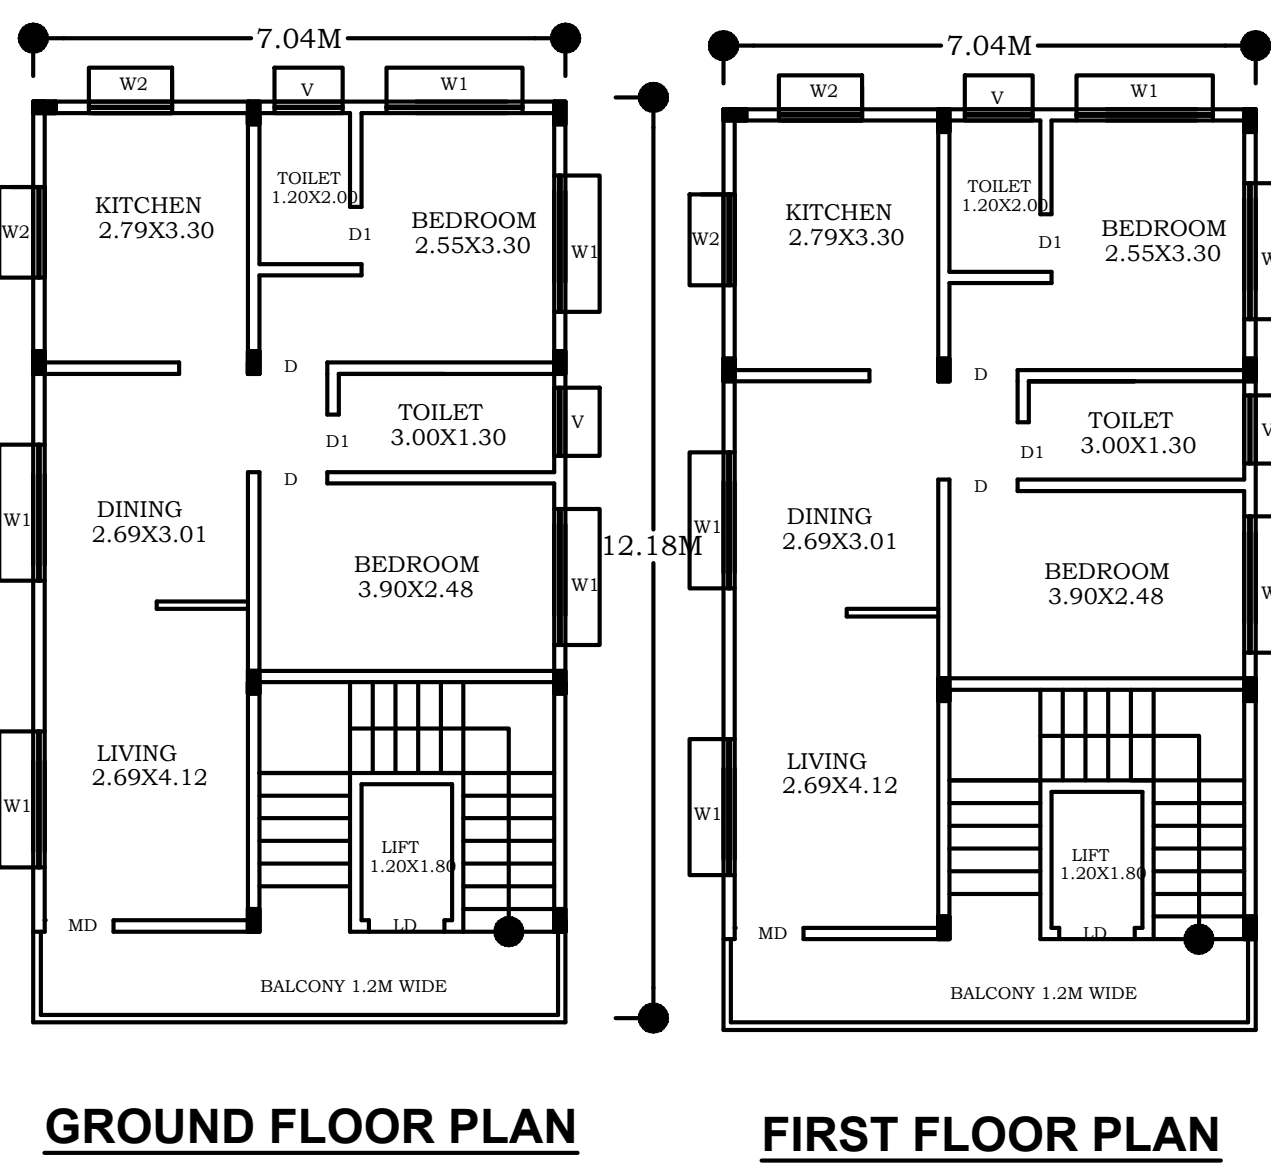 7.04M
W2
V
W1
TOILET
1.20X2.00
KITCHEN
2.79X3.30
BEDROOM
2.55X3.30
W2
D1
W1
D
TOILET
3.00X1.30
V
D1
D
DINING
2.69X3.01
W1
BEDROOM
3.90X2.48
W1
LIVING
2.69X4.12
W1
LIFT
1.20X1.80
MD
LD
BALCONY 1.2M WIDE
GROUND FLOOR PLAN
12.18M
7.04M
W2
V
W1
TOILET
1.20X2.00
KITCHEN
2.79X3.30
BEDROOM
2.55X3.30
W2
D1
W
D
TOILET
3.00X1.30
V
D1
D
DINING
2.69X3.01
W1
BEDROOM
3.90X2.48
W
LIVING
2.69X4.12
W1
LIFT
1.20X1.80
MD
LD
BALCONY 1.2M WIDE
FIRST FLOOR PLAN